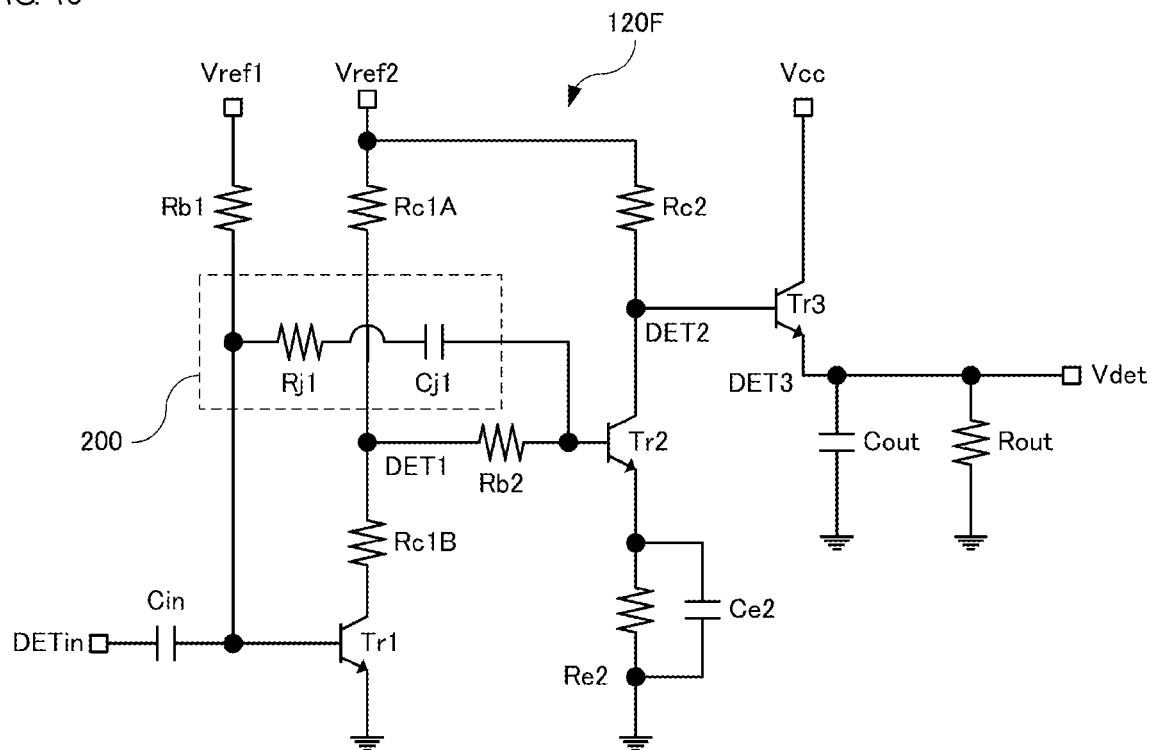 120F
Vref1
Vref2
Vcc
Rb1
Rc1A
Rc2
Tr3
DET2
Rj1
Cj1
DET3
Vdet
200
Tr2
Cout
Rout
DET1
Rb2
Rc1B
Cin
Ce2
DETin
Tr1
Re2